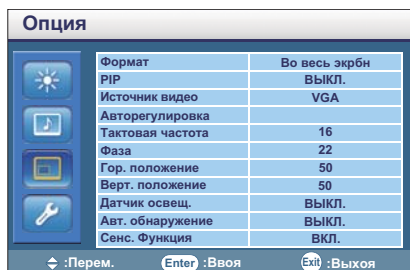 Опция
Формат Во весь экрбн
PIP ВЫКЛ.
Источник видео VGA
Авторегулировка
Тактовая частота 16
Фаза 22
Гор. положение 50
Верт. положение 50
Датчик освещ. ВЫКЛ.
Авт. обнаружение ВЫКЛ.
Сенс. Функция ВКЛ.
:Перем. Enter :Ввоя Exit :Выхоя